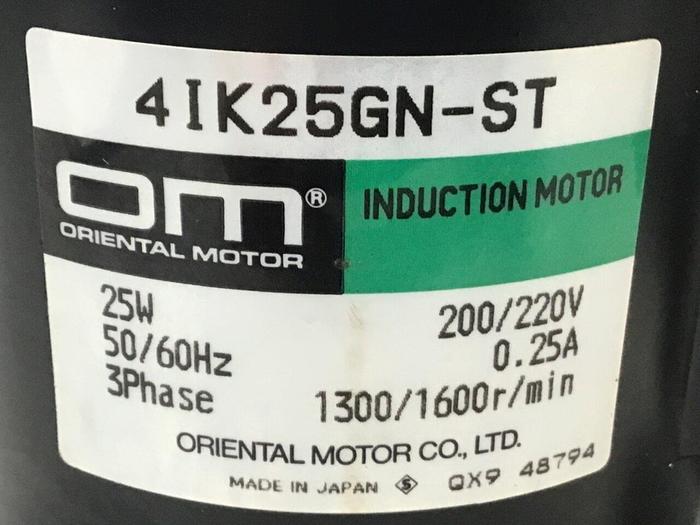 4IK25GN-ST
om®
ORIENTAL MOTOR
INDUCTION MOTOR
25W
200/220V
50/60Hz
0.25A
3Phase
1300/1600r/min
ORIENTAL MOTOR CO., LTD.
MADE IN JAPAN S QX9 48794